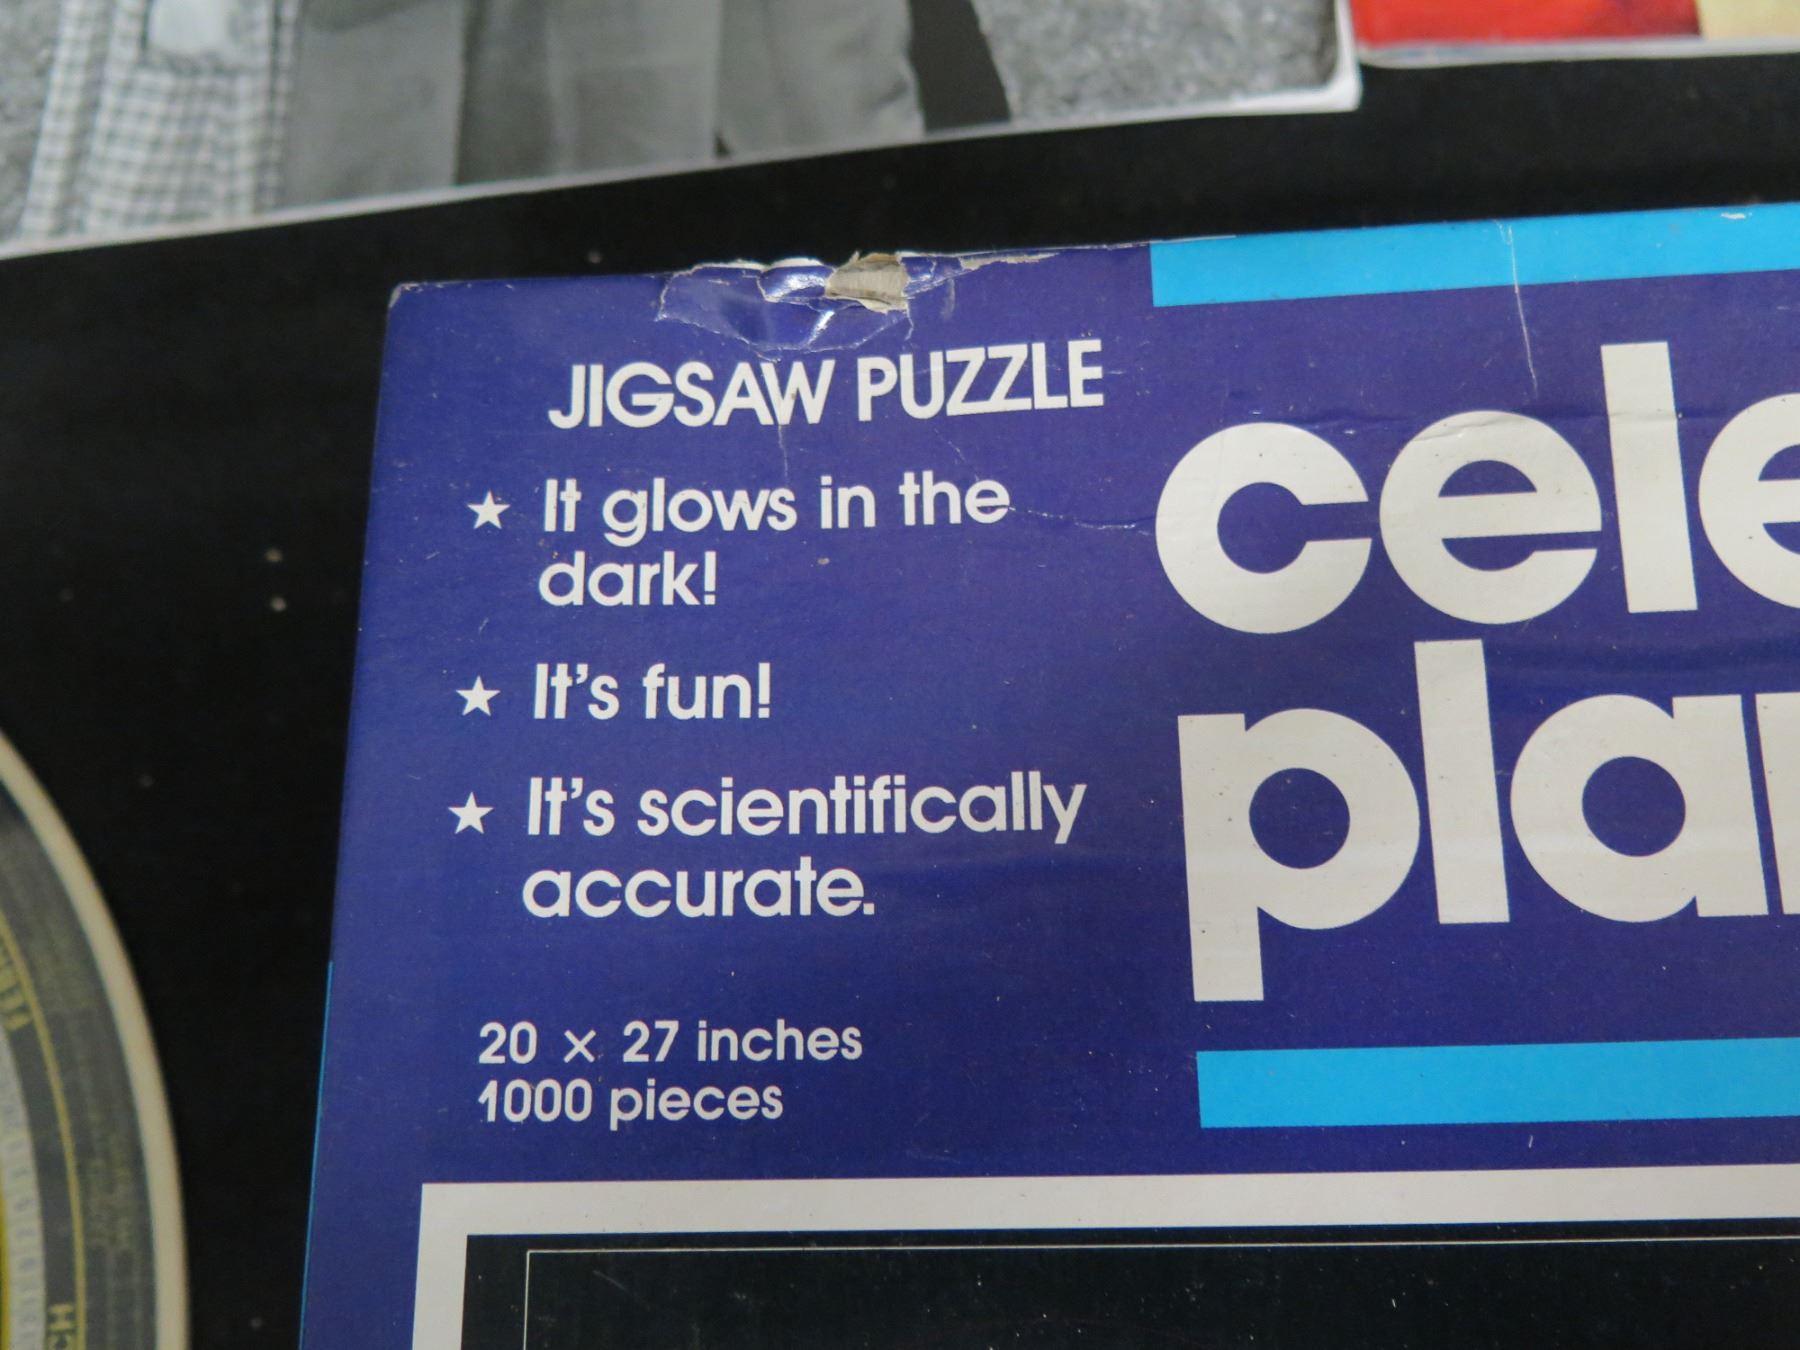 JIGSAW PUZZLE
★ It glows in the
dark!
★ It's fun!
★ It's scientifically
accurate.
20 × 27 inches
1000 pieces
cele
pla